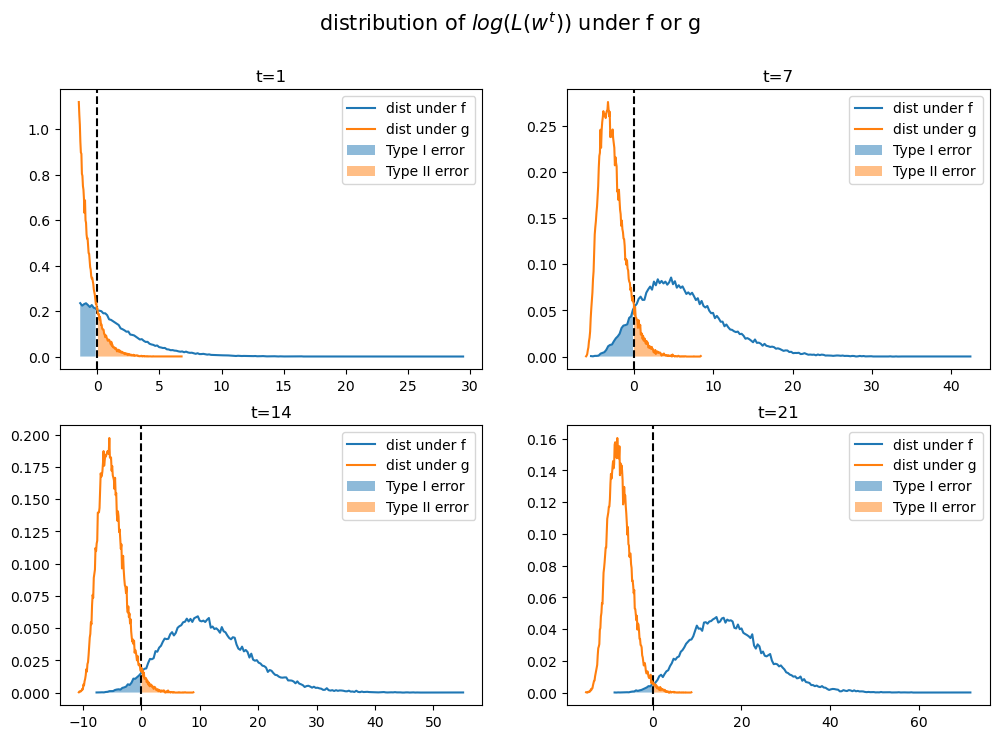 distribution of log(L(w^t)) under f or g
t=1
dist under f
dist under g
Type I error
Type II error
1.0
0.8
0.6
0.4
0.2
0.0
0
5
10
15
20
25
30
t=7
dist under f
dist under g
Type I error
Type II error
0.25
0.20
0.15
0.10
0.05
0.00
0
10
20
30
40
t=14
dist under f
dist under g
Type I error
Type II error
0.200
0.175
0.150
0.125
0.100
0.075
0.050
0.025
0.000
−10
0
10
20
30
40
50
t=21
dist under f
dist under g
Type I error
Type II error
0.16
0.14
0.12
0.10
0.08
0.06
0.04
0.02
0.00
0
20
40
60